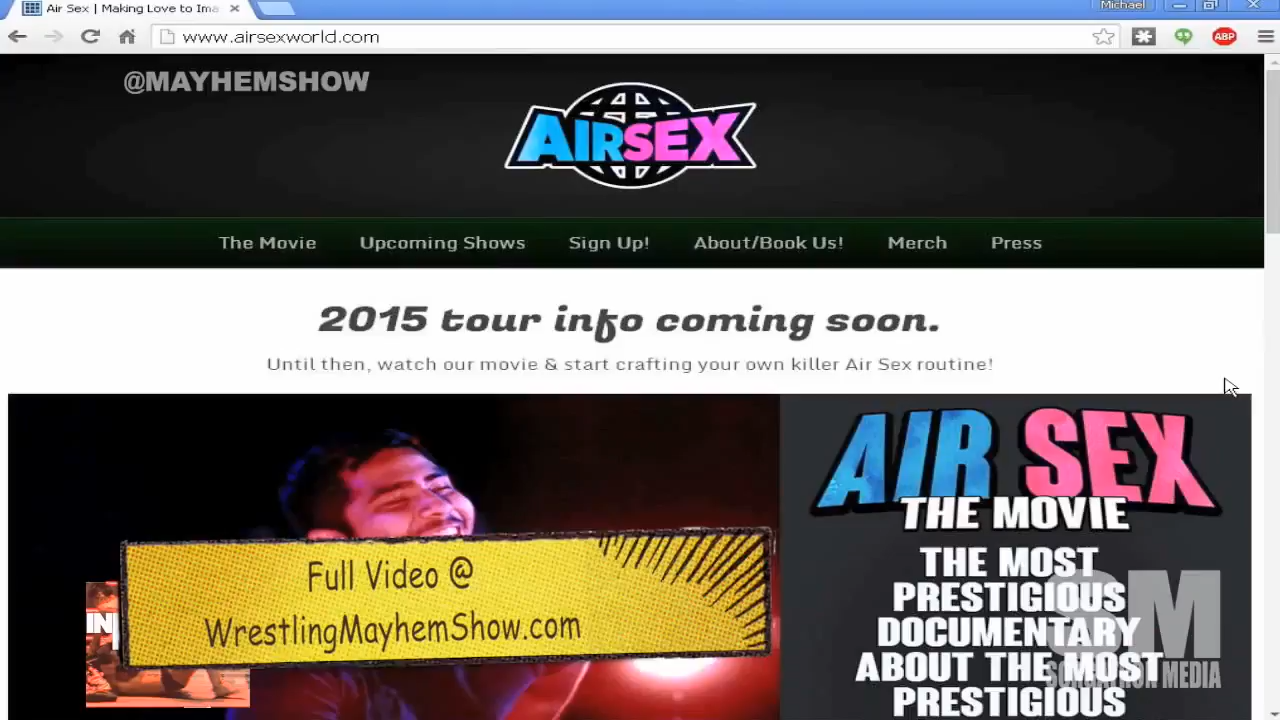 Air Sex | Making Love to Ima
Michael
www.airsexworld.com
ABP
@MAYHEMSHOW
AIRSEX
The Movie
Upcoming Shows
Sign Up!
About/Book Us!
Merch
Press
2015 tour info coming soon.
Until then, watch our movie & start crafting your own killer Air Sex routine!
AIR SEX
THE MOVIE
THE MOST
PRESTIGIOUS
DOCUMENTARY
ABOUT THE MOST
PRESTIGIOUS
Full Video @
WrestlingMayhemShow.com
SM
MEDIA